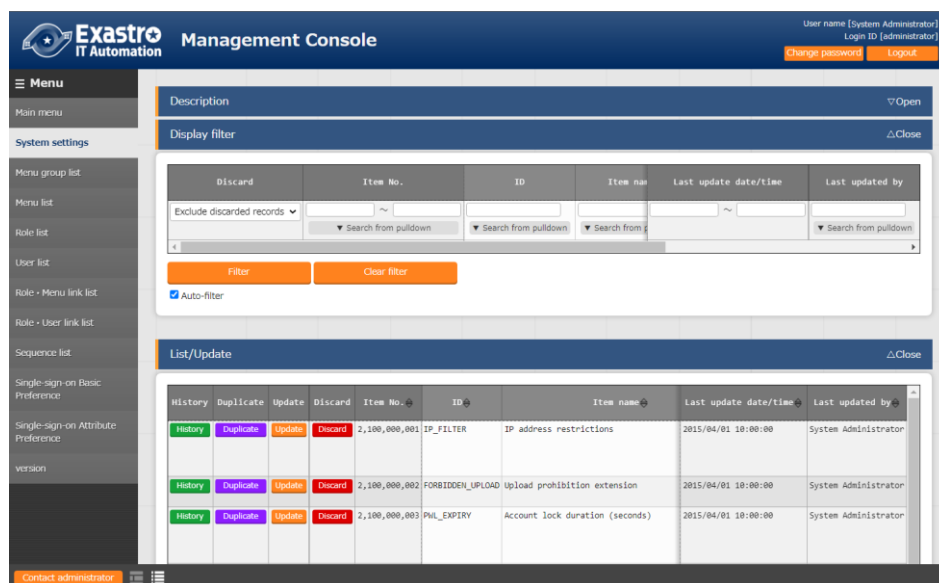 Exastro
IT Automation
Management Console
User name [System Administrator]
Login ID [administrator]
Change password
Logout
Menu
Main menu
System settings
Menu group list
Menu list
Role list
User list
Role・Menu link list
Role・User link list
Sequence list
Single-sign-on Basic
Preference
Single-sign-on Attribute
Preference
version
Description ▽Open
Display filter △Close
Discard Item No. ID Item nam Last update date/time Last updated by
Exclude discarded records ~ ~
▼ Search from pulldown ▼ Search from pulldown ▼ Search from p ▼ Search from pulldown
Filter Clear filter
Auto-filter
List/Update △Close
History Duplicate Update Discard Item No. ID Item name Last update date/time Last updated by
History Duplicate Update Discard 2,100,000,001 IP_FILTER IP address restrictions 2015/04/01 10:00:00 System Administrator
History Duplicate Update Discard 2,100,000,002 FORBIDDEN_UPLOAD Upload prohibition extension 2015/04/01 10:00:00 System Administrator
History Duplicate Update Discard 2,100,000,003 PWL_EXPIRY Account lock duration (seconds) 2015/04/01 10:00:00 System Administrator
Contact administrator